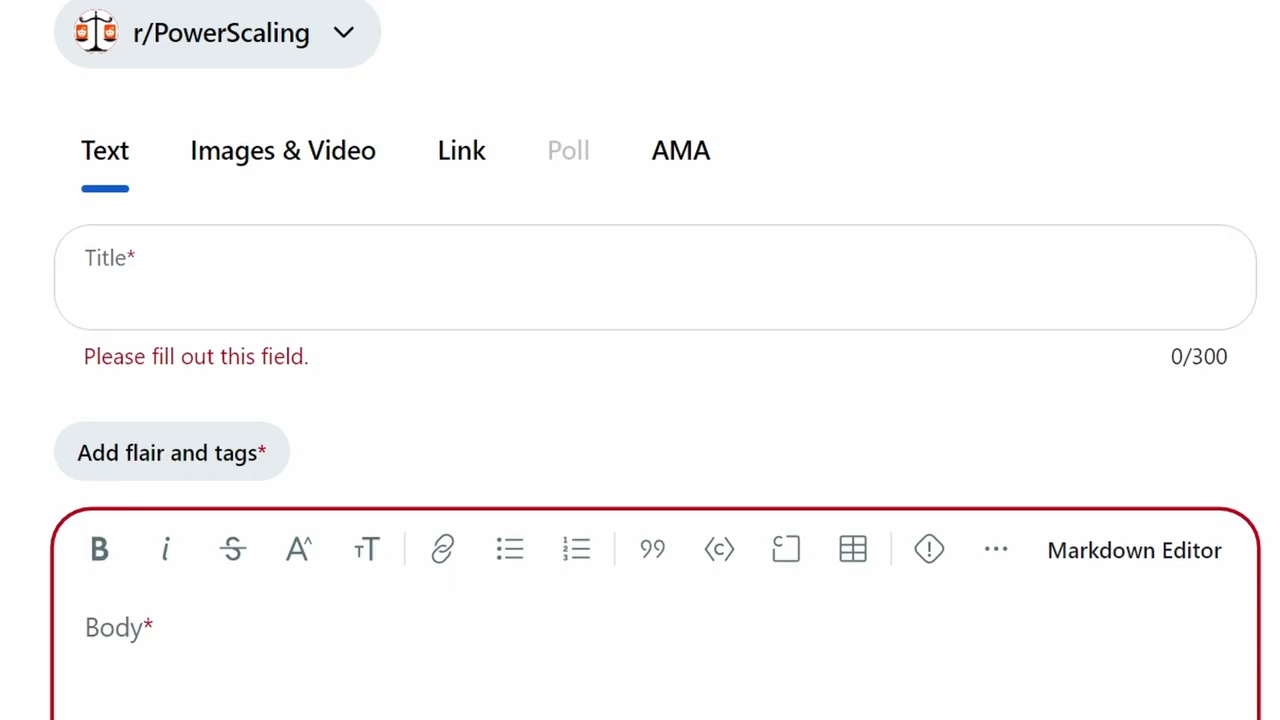 r/PowerScaling
Text Images & Video Link Poll AMA
Title*
Please fill out this field. 0/300
Add flair and tags*
Markdown Editor
Body*